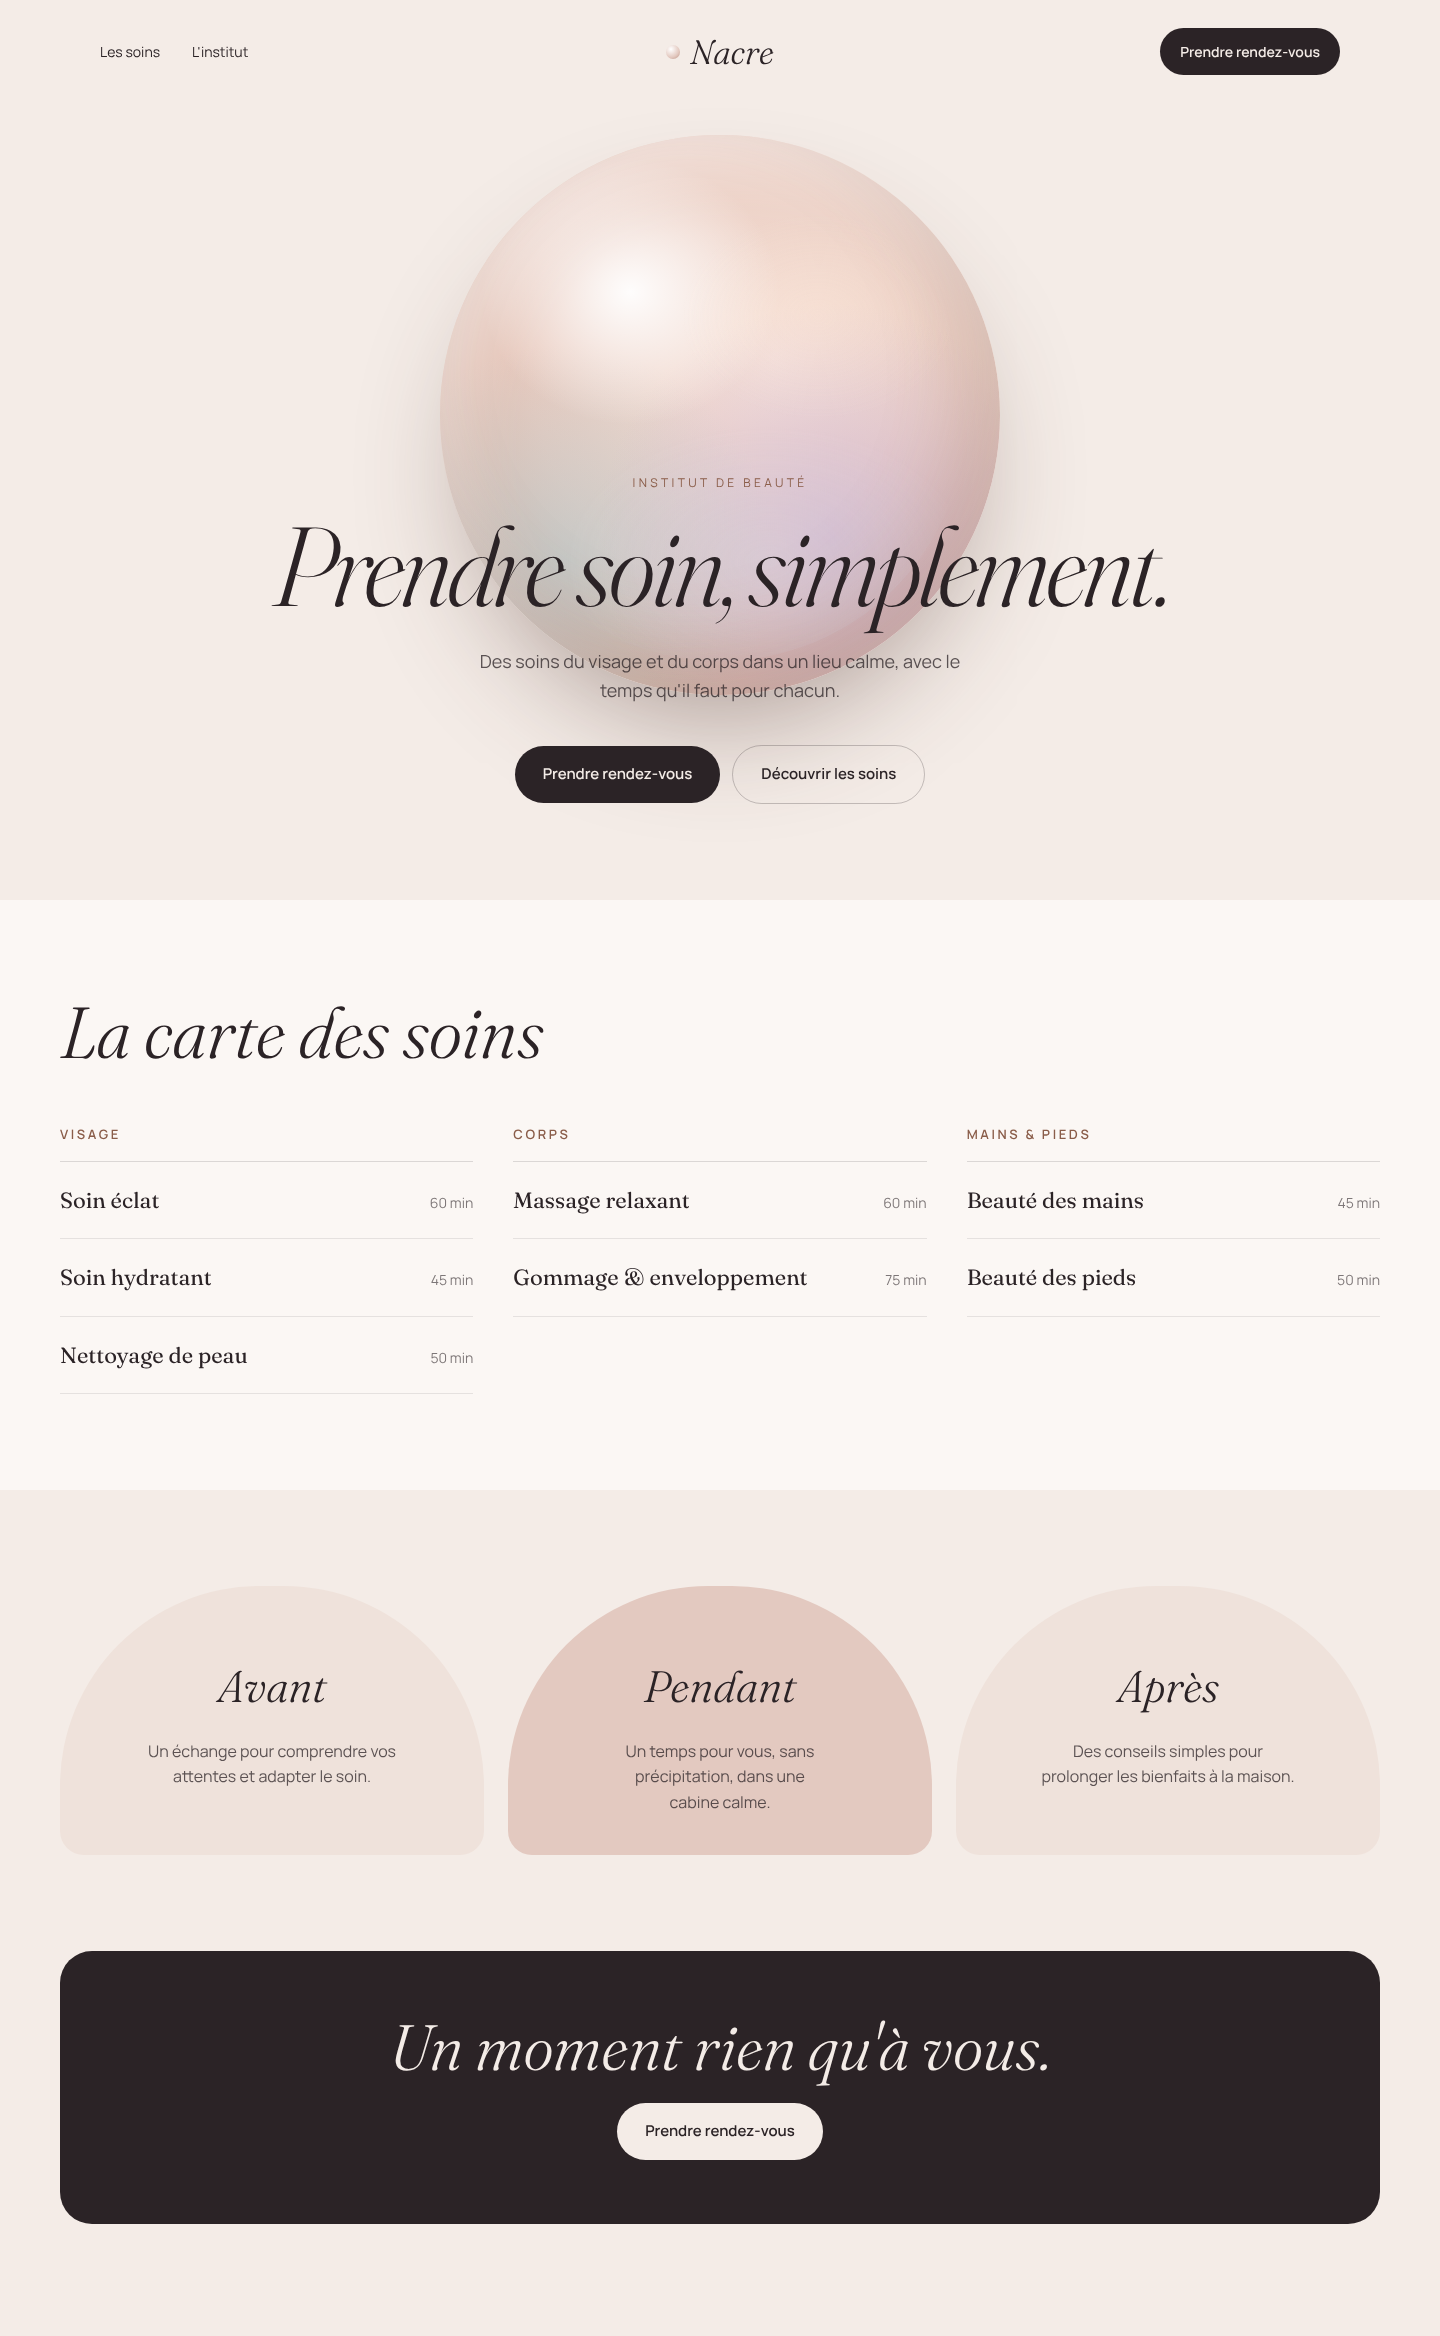 Les soins
L'institut
Nacre
Prendre rendez-vous
INSTITUT DE BEAUTÉ
Prendre soin, simplement.
Des soins du visage et du corps dans un lieu calme, avec le
temps qu'il faut pour chacun.
Prendre rendez-vous
Découvrir les soins
La carte des soins
VISAGE
Soin éclat 60 min
Soin hydratant 45 min
Nettoyage de peau 50 min
CORPS
Massage relaxant 60 min
Gommage & enveloppement 75 min
MAINS & PIEDS
Beauté des mains 45 min
Beauté des pieds 50 min
Avant
Un échange pour comprendre vos
attentes et adapter le soin.
Pendant
Un temps pour vous, sans
précipitation, dans une
cabine calme.
Après
Des conseils simples pour
prolonger les bienfaits à la maison.
Un moment rien qu'à vous.
Prendre rendez-vous